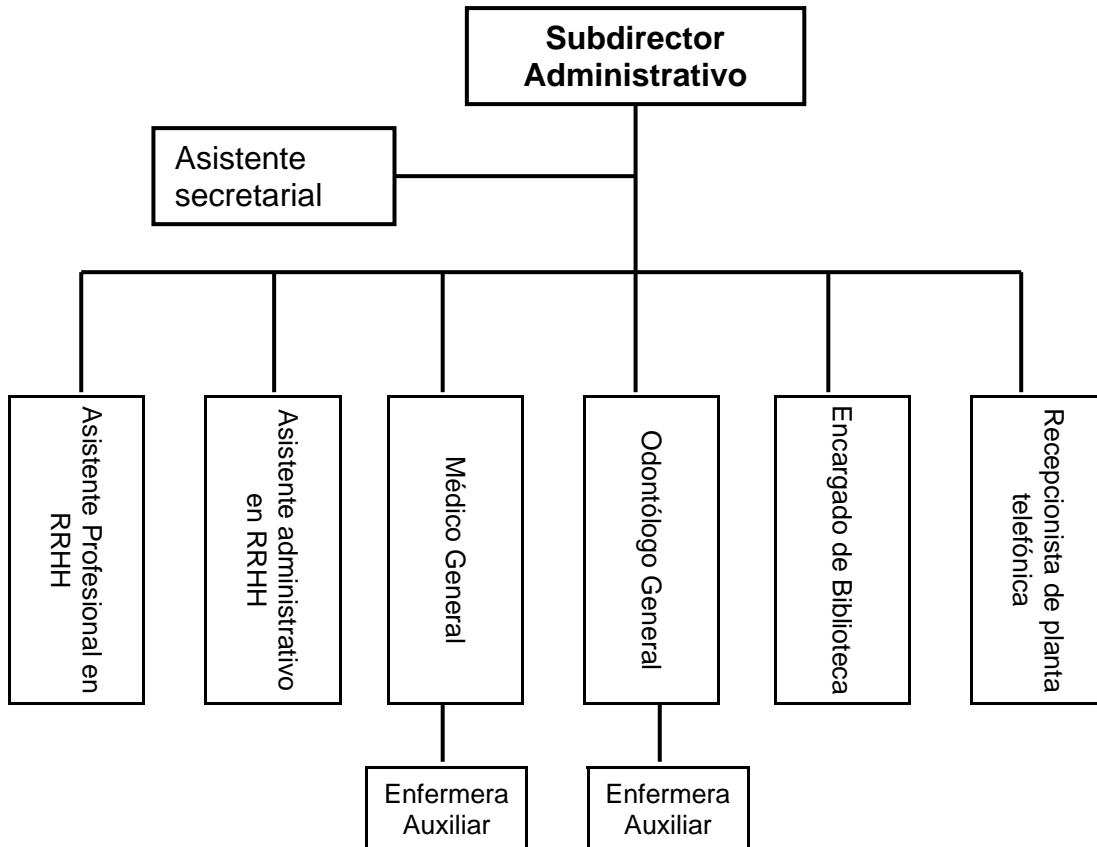 Subdirector
Administrativo
Asistente
secretarial
Asistente Profesional en
RRHH
Asistente administrativo
en RRHH
Médico General
Odontólogo General
Encargado de Biblioteca
Recepcionista de planta
telefónica
Enfermera
Auxiliar
Enfermera
Auxiliar